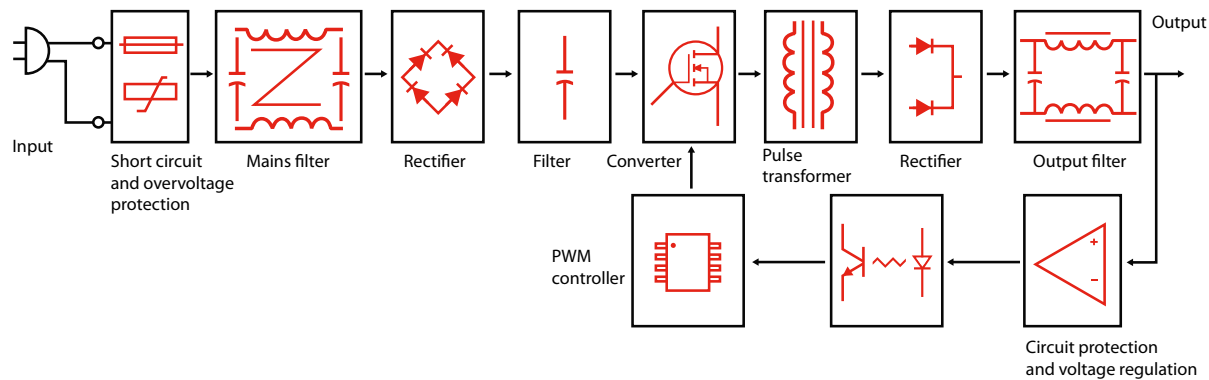 Output
Input
Short circuit
and overvoltage
protection
Mains filter
Rectifier
Filter
Converter
Pulse
transformer
Rectifier
Output filter
PWM
controller
+
−
Circuit protection
and voltage regulation